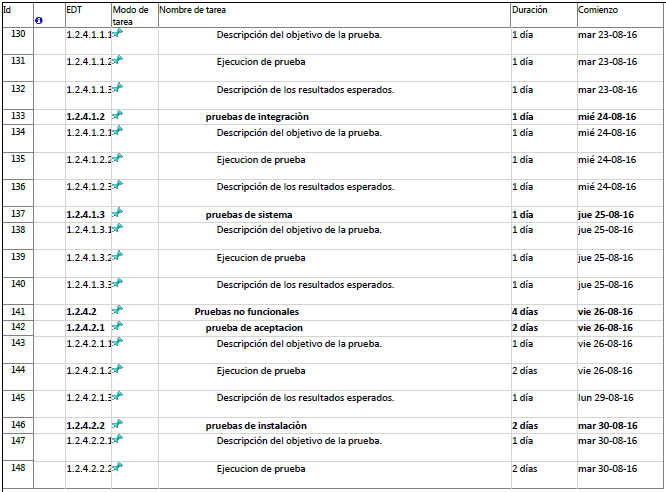 Id EDT Modo de tarea Nombre de tarea Duración Comienzo
130 1.2.4.1.1.1 Descripción del objetivo de la prueba. 1 día mar 23-08-16
131 1.2.4.1.1.2 Ejecucion de prueba 1 día mar 23-08-16
132 1.2.4.1.1.3 Descripción de los resultados esperados. 1 día mar 23-08-16
133 1.2.4.1.2 pruebas de integraciòn 1 día mié 24-08-16
134 1.2.4.1.2.1 Descripción del objetivo de la prueba. 1 día mié 24-08-16
135 1.2.4.1.2.2 Ejecucion de prueba 1 día mié 24-08-16
136 1.2.4.1.2.3 Descripción de los resultados esperados. 1 día mié 24-08-16
137 1.2.4.1.3 pruebas de sistema 1 día jue 25-08-16
138 1.2.4.1.3.1 Descripción del objetivo de la prueba. 1 día jue 25-08-16
139 1.2.4.1.3.2 Ejecucion de prueba 1 día jue 25-08-16
140 1.2.4.1.3.3 Descripción de los resultados esperados. 1 día jue 25-08-16
141 1.2.4.2 Pruebas no funcionales 4 días vie 26-08-16
142 1.2.4.2.1 prueba de aceptacion 2 días vie 26-08-16
143 1.2.4.2.1.1 Descripción del objetivo de la prueba. 1 día vie 26-08-16
144 1.2.4.2.1.2 Ejecucion de prueba 2 días vie 26-08-16
145 1.2.4.2.1.3 Descripción de los resultados esperados. 1 día lun 29-08-16
146 1.2.4.2.2 pruebas de instalaciòn 2 días mar 30-08-16
147 1.2.4.2.2.1 Descripción del objetivo de la prueba. 1 día mar 30-08-16
148 1.2.4.2.2.2 Ejecucion de prueba 2 días mar 30-08-16